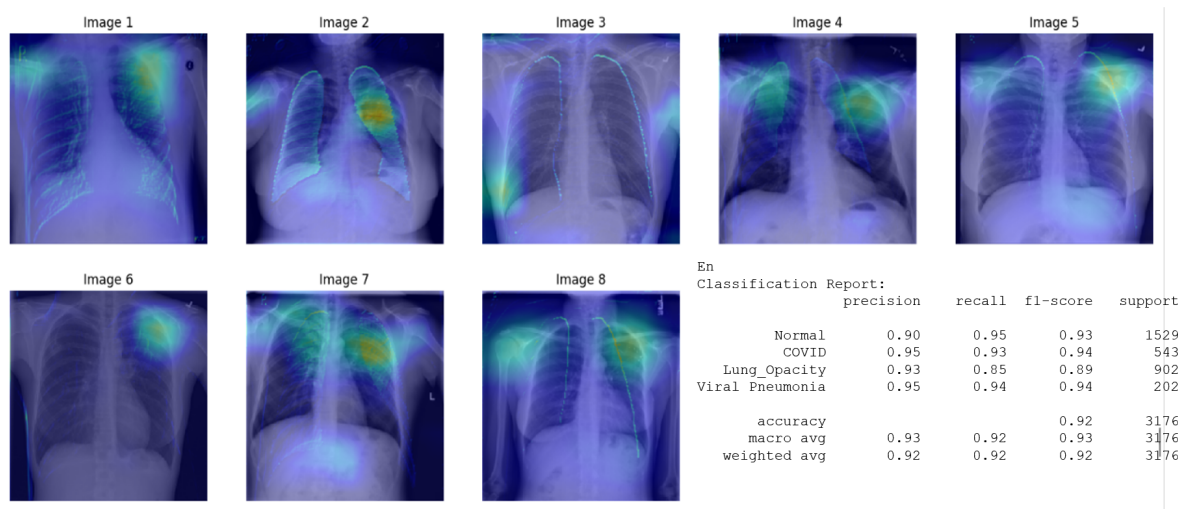 Image 1
Image 2
Image 3
Image 4
Image 5
Image 6
Image 7
Image 8
En
Classification Report:
precision recall f1-score support
Normal 0.90 0.95 0.93 1529
COVID 0.95 0.93 0.94 543
Lung_Opacity 0.93 0.85 0.89 902
Viral Pneumonia 0.95 0.94 0.94 202
accuracy 0.92 3176
macro avg 0.93 0.92 0.93 3176
weighted avg 0.92 0.92 0.92 3176
L